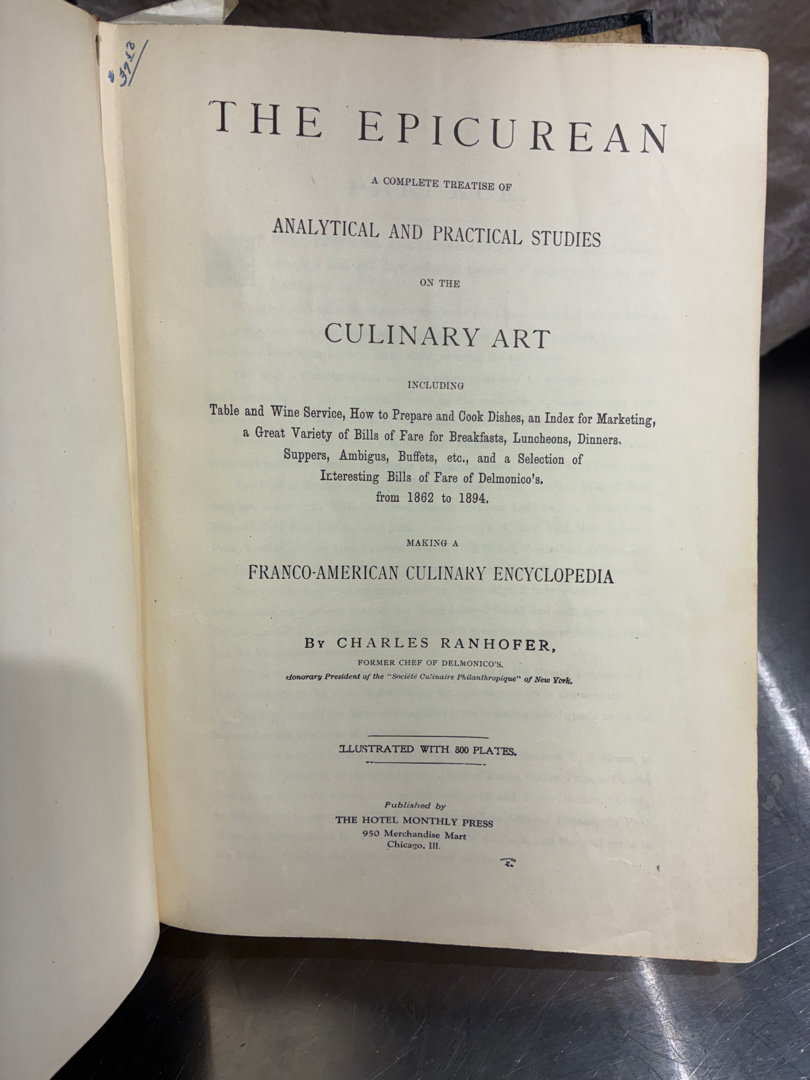 THE EPICUREAN
A COMPLETE TREATISE OF
ANALYTICAL AND PRACTICAL STUDIES
ON THE
CULINARY ART
INCLUDING
Table and Wine Service, How to Prepare and Cook Dishes, an Index for Marketing,
a Great Variety of Bills of Fare for Breakfasts, Luncheons, Dinners.
Suppers, Ambigus, Buffets, etc., and a Selection of
Interesting Bills of Fare of Delmonico's.
from 1862 to 1894.
MAKING A
FRANCO-AMERICAN CULINARY ENCYCLOPEDIA
By CHARLES RANHOFER,
FORMER CHEF OF DELMONICO'S,
Honorary President of the "Société Culinaire Philanthropique" of New York.
ILLUSTRATED WITH 800 PLATES.
Published by
THE HOTEL MONTHLY PRESS
950 Merchandise Mart
Chicago, Ill.